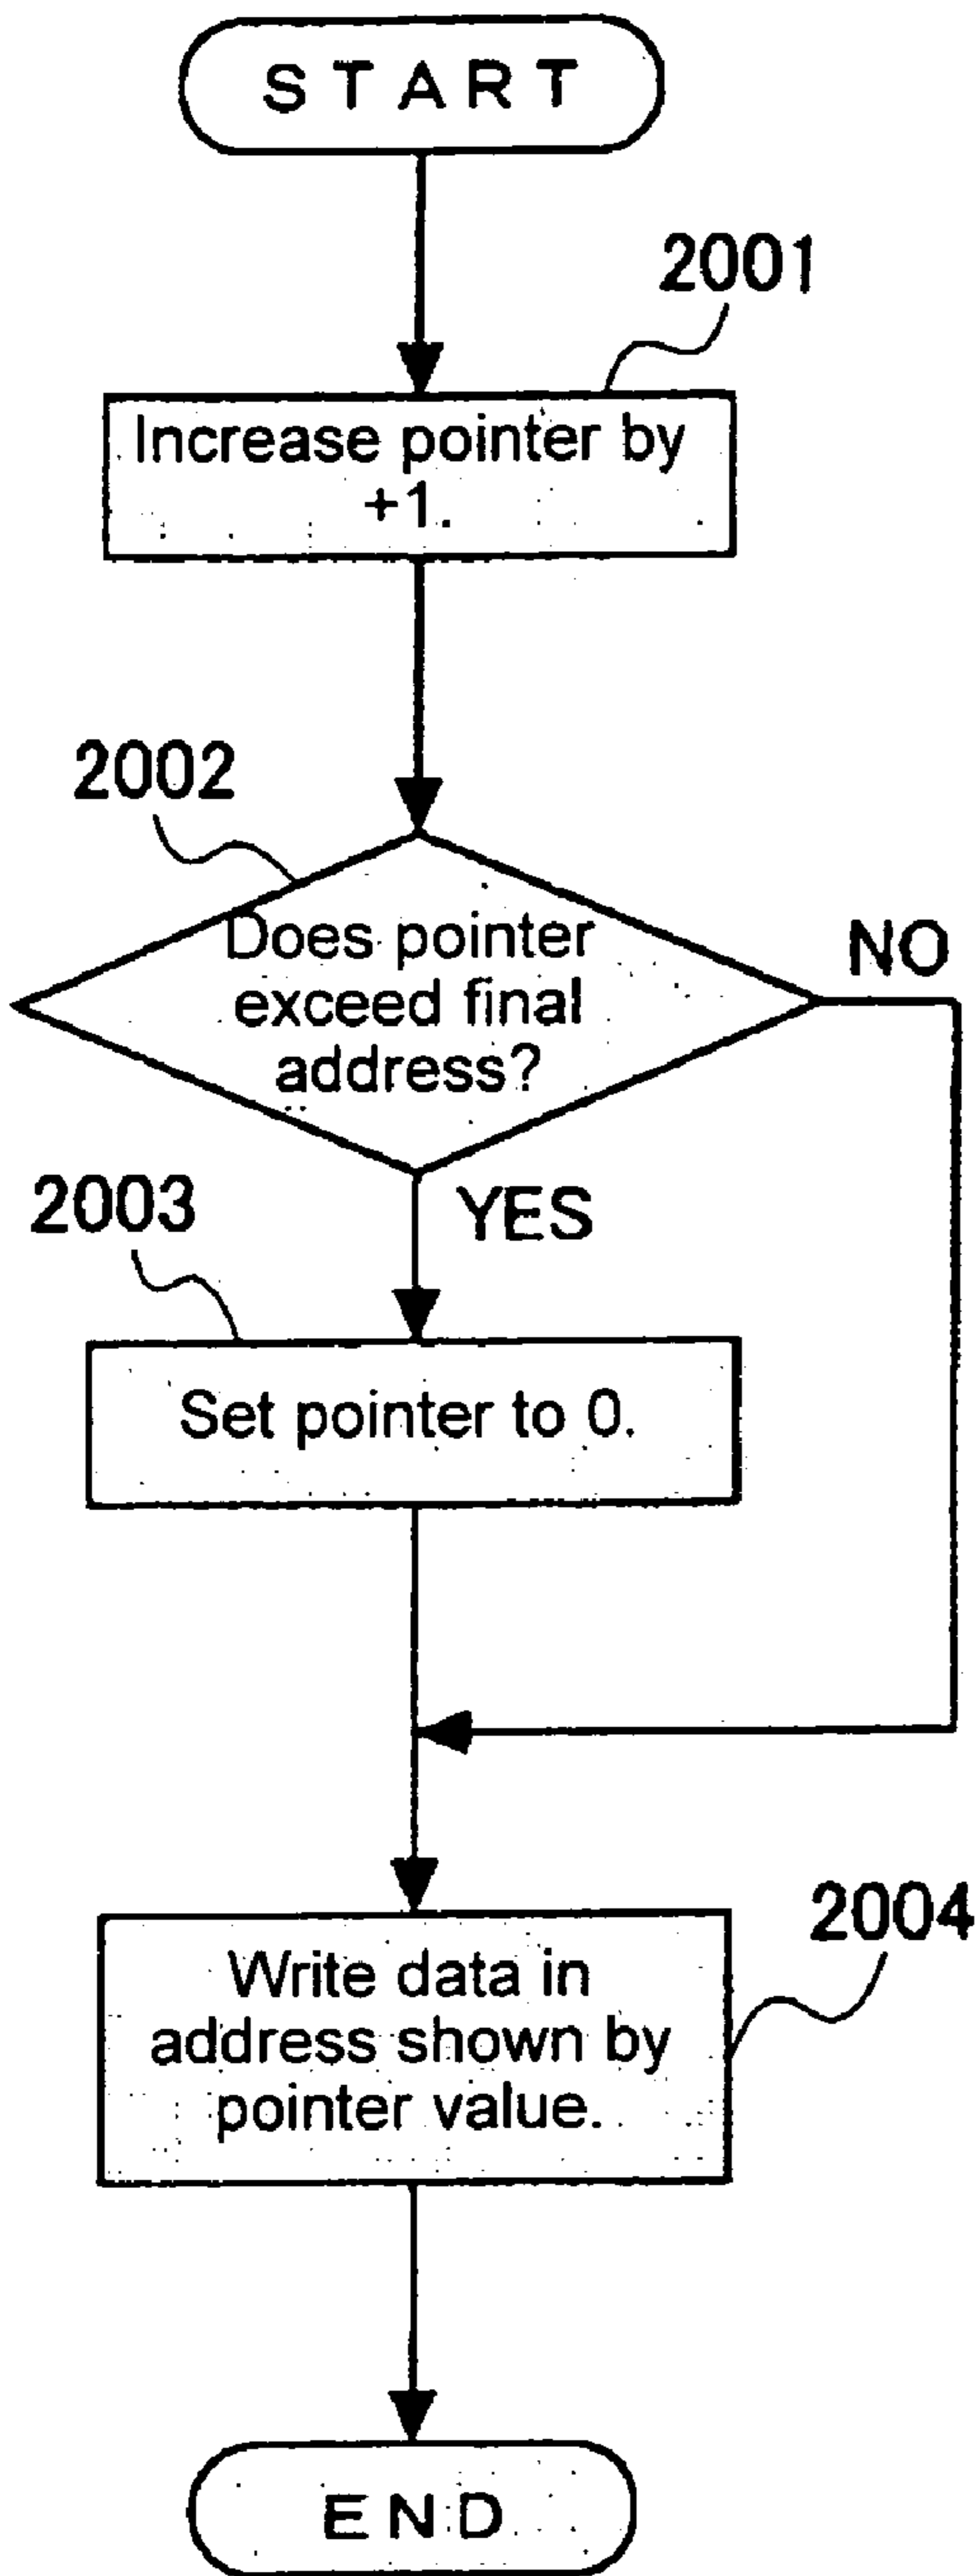 START
2001
Increase pointer by
+1.
2002
Does pointer
exceed final
address?
NO
YES
2003
Set pointer to 0.
2004
Write data in
address shown by
pointer value.
END